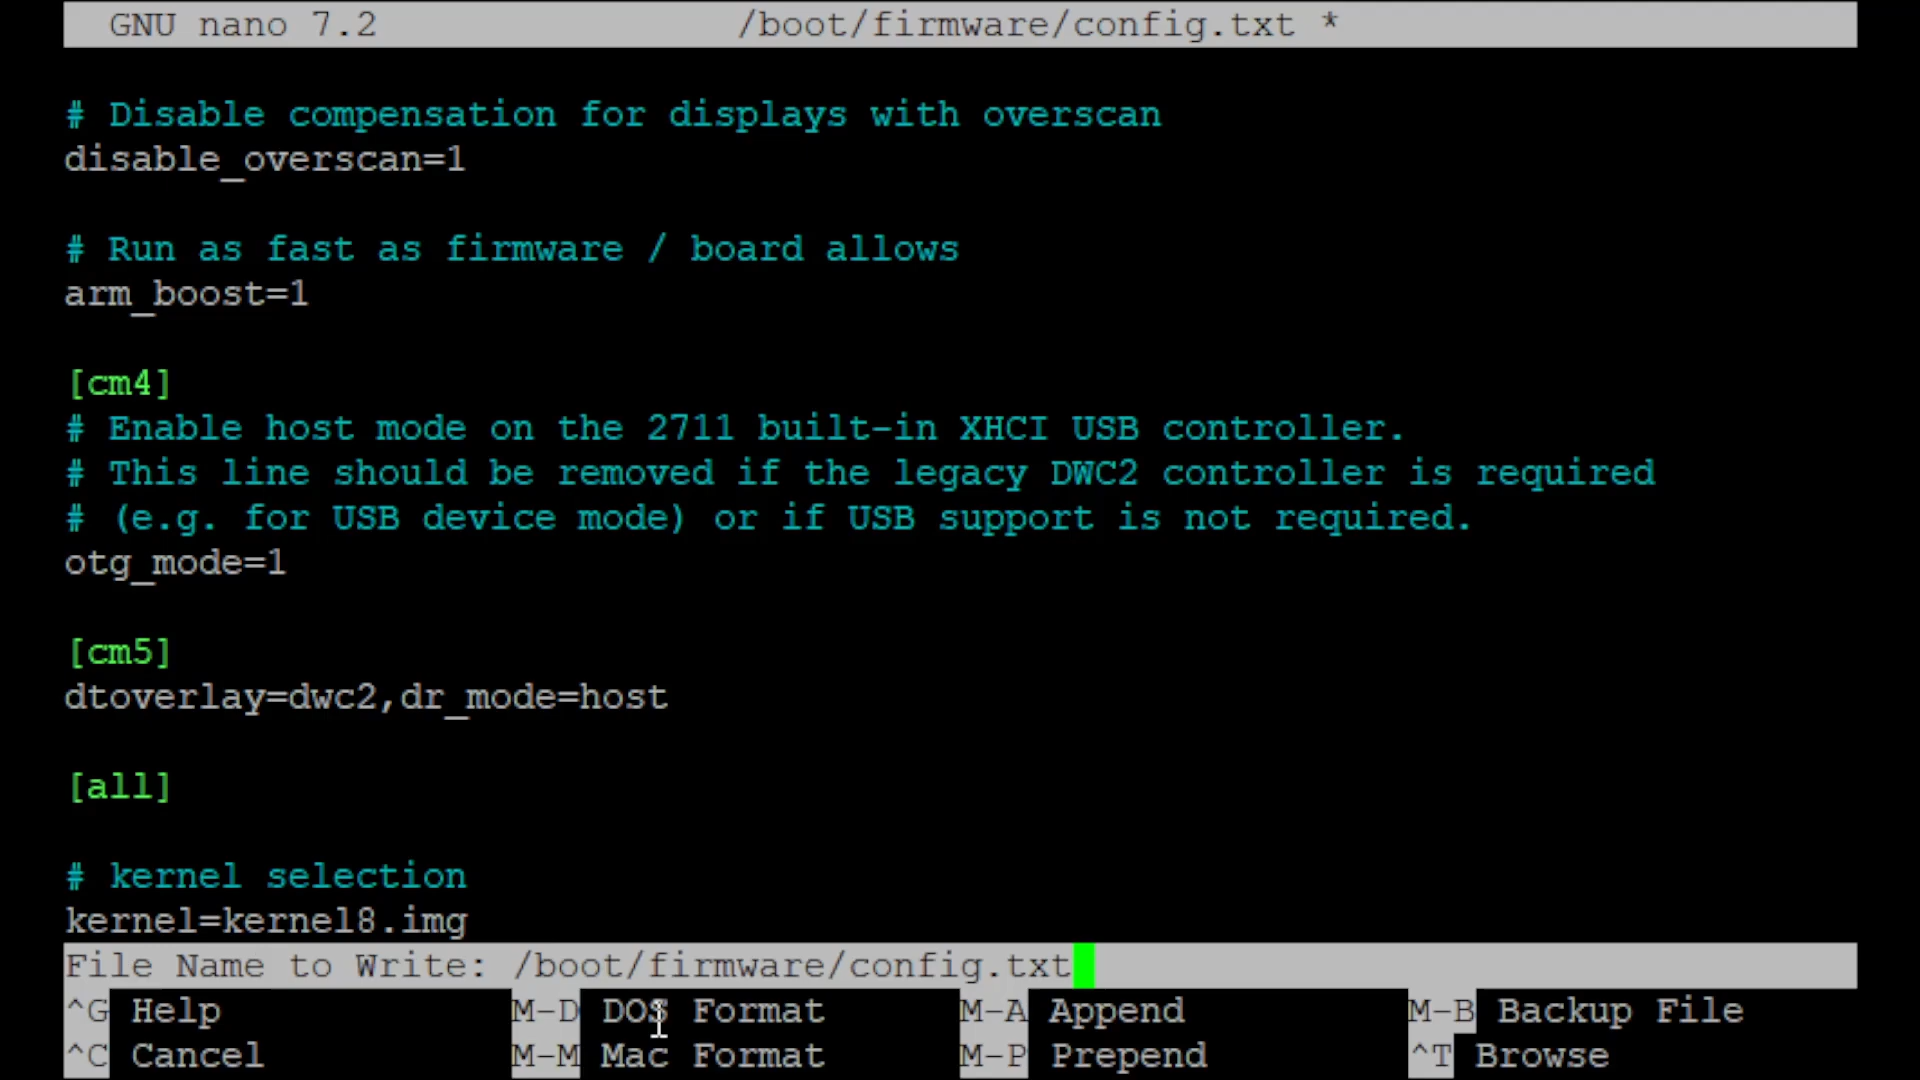 GNU nano 7.2 /boot/firmware/config.txt *
# Disable compensation for displays with overscan
disable_overscan=1
# Run as fast as firmware / board allows
arm_boost=1
[cm4]
# Enable host mode on the 2711 built-in XHCI USB controller.
# This line should be removed if the legacy DWC2 controller is required
# (e.g. for USB device mode) or if USB support is not required.
otg_mode=1
[cm5]
dtoverlay=dwc2,dr_mode=host
[all]
# kernel selection
kernel=kernel8.img
File Name to Write: /boot/firmware/config.txt
^G Help M-D DOS Format M-A Append M-B Backup File
^C Cancel M-M Mac Format M-P Prepend ^T Browse